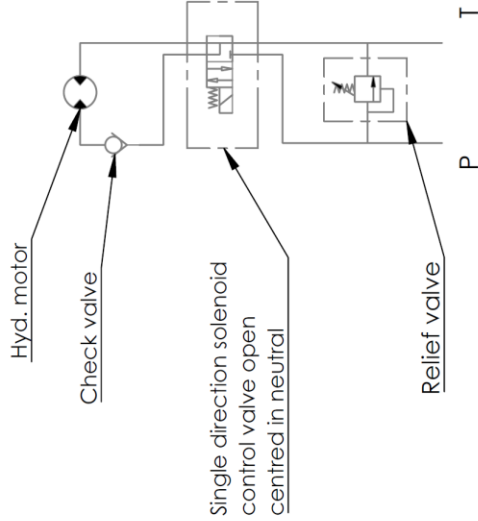 Hyd. motor
Check valve
Single direction solenoid
control valve open
centred in neutral
Relief valve
P
T